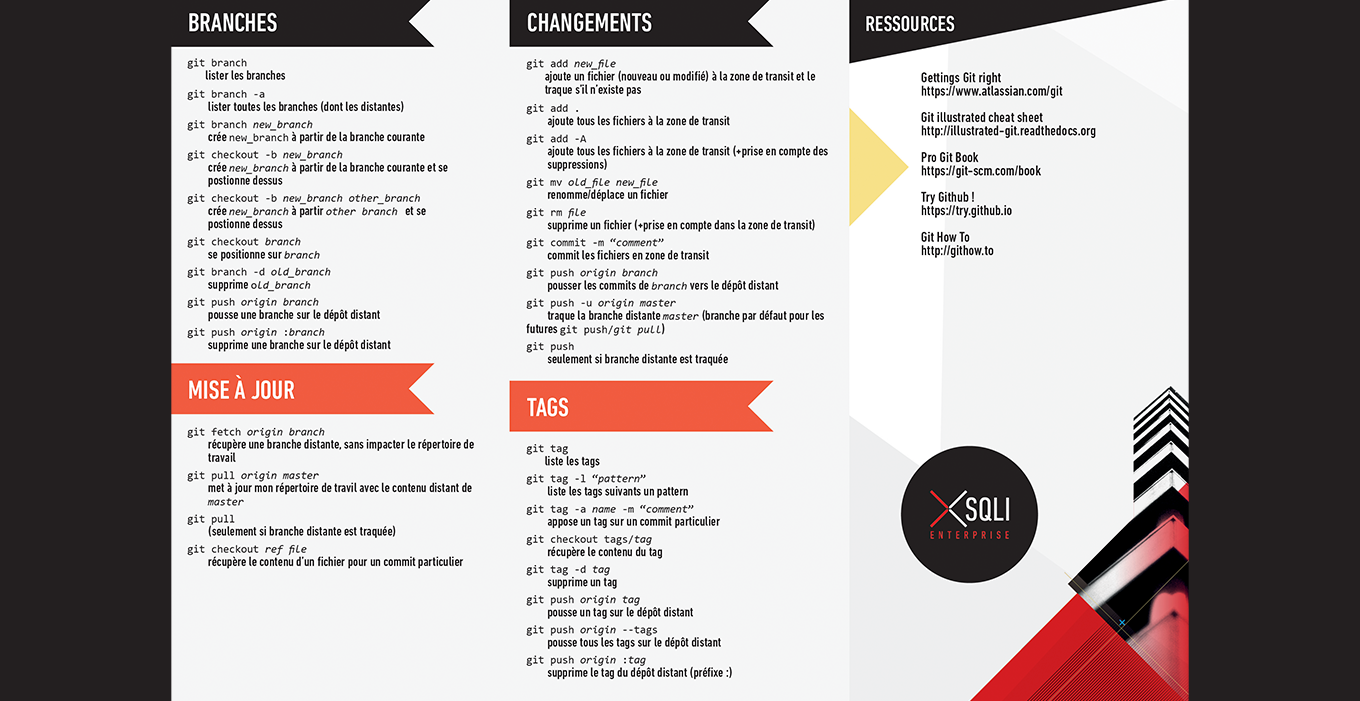 BRANCHES
git branch
lister les branches
git branch -a
lister toutes les branches (dont les distantes)
git branch new_branch
crée new_branch à partir de la branche courante
git checkout -b new_branch
crée new_branch à partir de la branche courante et se
postionne dessus
git checkout -b new_branch other_branch
crée new_branch à partir other branch et se
postionne dessus
git checkout branch
se positionne sur branch
git branch -d old_branch
supprime old_branch
git push origin branch
pousse une branche sur le dépôt distant
git push origin :branch
supprime une branche sur le dépôt distant
MISE À JOUR
git fetch origin branch
récupère une branche distante, sans impacter le répertoire de
travail
git pull origin master
met à jour mon répertoire de travil avec le contenu distant de
master
git pull
(seulement si branche distante est traquée)
git checkout ref file
récupère le contenu d'un fichier pour un commit particulier
CHANGEMENTS
git add new_file
ajoute un fichier (nouveau ou modifié) à la zone de transit et le
traque s'il n'existe pas
git add .
ajoute tous les fichiers à la zone de transit
git add -A
ajoute tous les fichiers à la zone de transit (+prise en compte des
suppressions)
git mv old_file new_file
renomme/déplace un fichier
git rm file
supprime un fichier (+prise en compte dans la zone de transit)
git commit -m “comment”
commit les fichiers en zone de transit
git push origin branch
pousser les commits de branch vers le dépôt distant
git push -u origin master
traque la branche distante master (branche par défaut pour les
futures git push/git pull)
git push
seulement si branche distante est traquée
TAGS
git tag
liste les tags
git tag -l “pattern”
liste les tags suivants un pattern
git tag -a name -m “comment”
appose un tag sur un commit particulier
git checkout tags/tag
récupère le contenu du tag
git tag -d tag
supprime un tag
git push origin tag
pousse un tag sur le dépôt distant
git push origin --tags
pousse tous les tags sur le dépôt distant
git push origin :tag
supprime le tag du dépôt distant (préfixe :)
RESSOURCES
Gettings Git right
https://www.atlassian.com/git
Git illustrated cheat sheet
http://illustrated-git.readthedocs.org
Pro Git Book
https://git-scm.com/book
Try Github !
https://try.github.io
Git How To
http://githow.to
SQLI
ENTERPRISE